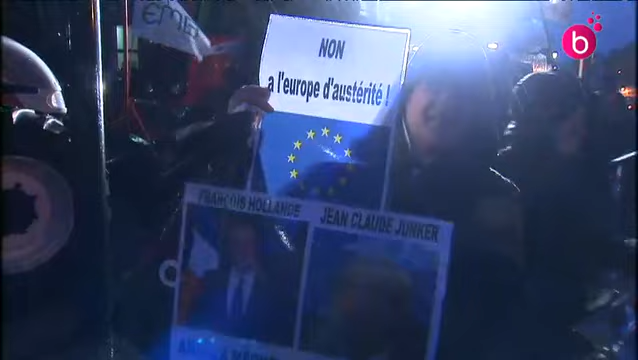 NON
a l'europe d'austérité !
FRANÇOIS HOLLANDE
JEAN CLAUDE JUNKER
b